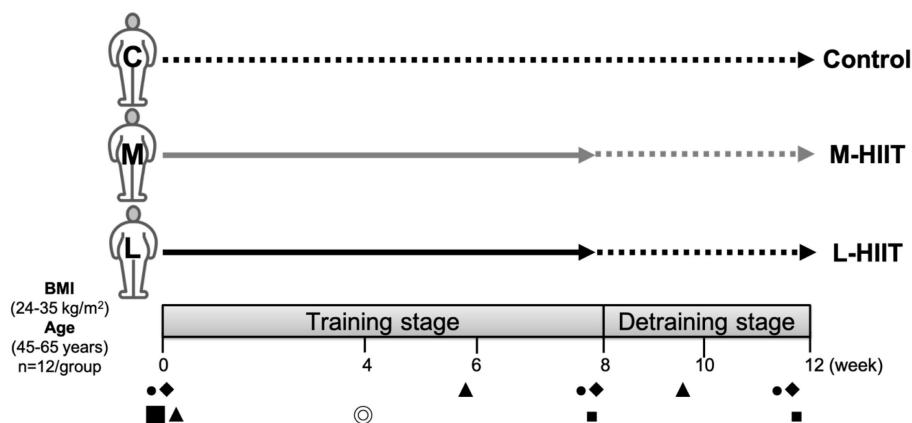 C
Control
M
M-HIIT
L
L-HIIT
BMI
(24-35 kg/m²)
Age
(45-65 years)
n=12/group
Training stage
Detraining stage
0 4 6 8 10 12 (week)